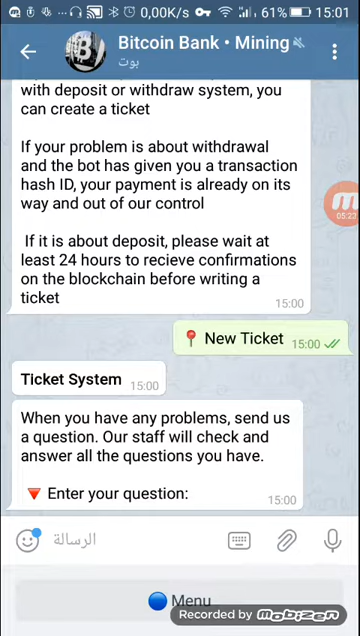 0,00K/s 61% 15:01
Bitcoin Bank • Mining
بوت
with deposit or withdraw system, you
can create a ticket
If your problem is about withdrawal
and the bot has given you a transaction
hash ID, your payment is already on its
way and out of our control
If it is about deposit, please wait at
least 24 hours to recieve confirmations
on the blockchain before writing a
ticket
15:00
05:23
New Ticket 15:00
Ticket System 15:00
When you have any problems, send us
a question. Our staff will check and
answer all the questions you have.
Enter your question:
15:00
الرسالة
Menu
Recorded by mobizen